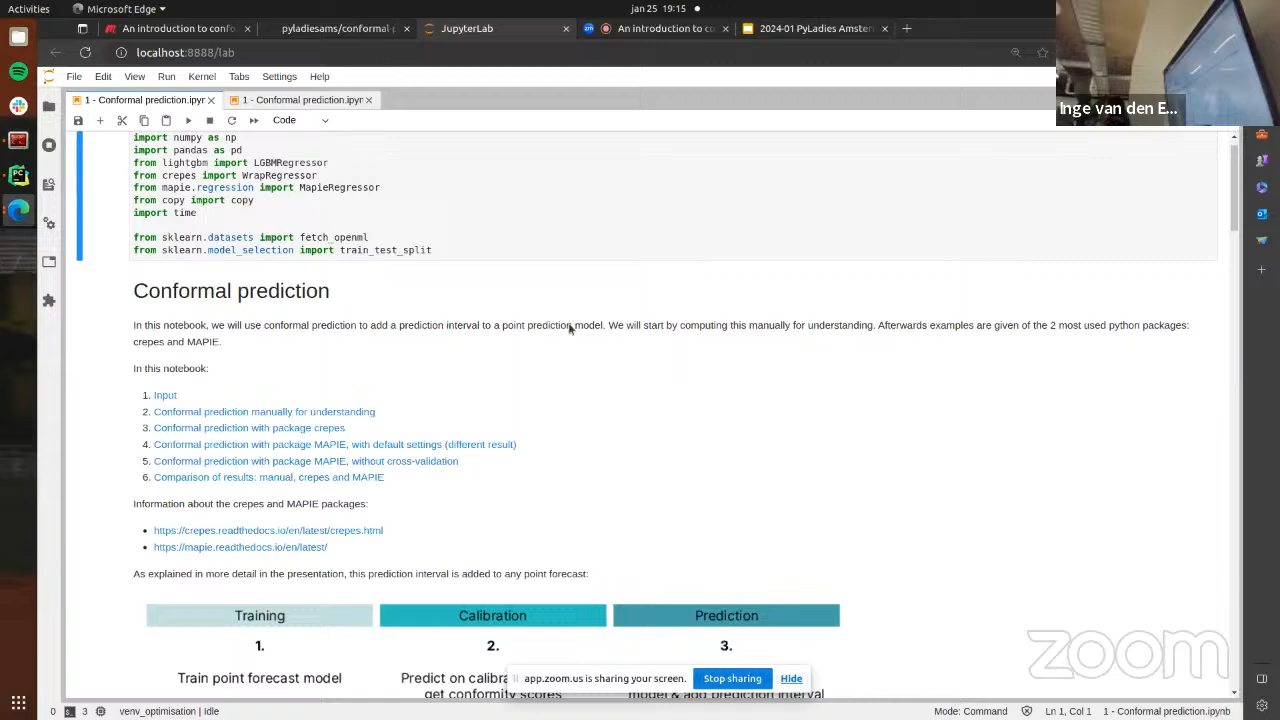 Activities
Microsoft Edge
jan 25 19:15
An introduction to confo
pyladiesams/conformal-p
JupyterLab
An introduction to co
2024-01 PyLadies Amster
localhost:8888/lab
File Edit View Run Kernel Tabs Settings Help
1 - Conformal prediction.ipyn
1 - Conformal prediction.ipyn
Code
import numpy as np
import pandas as pd
from lightgbm import LGBMRegressor
from crepes import WrapRegressor
from mapie.regression import MapieRegressor
from copy import copy
import time
from sklearn.datasets import fetch_openml
from sklearn.model_selection import train_test_split
Inge van den E...
Conformal prediction
In this notebook, we will use conformal prediction to add a prediction interval to a point prediction model. We will start by computing this manually for understanding. Afterwards examples are given of the 2 most used python packages:
crepes and MAPIE.
In this notebook:
1. Input
2. Conformal prediction manually for understanding
3. Conformal prediction with package crepes
4. Conformal prediction with package MAPIE, with default settings (different result)
5. Conformal prediction with package MAPIE, without cross-validation
6. Comparison of results: manual, crepes and MAPIE
Information about the crepes and MAPIE packages:
• https://crepes.readthedocs.io/en/latest/crepes.html
• https://mapie.readthedocs.io/en/latest/
As explained in more detail in the presentation, this prediction interval is added to any point forecast:
Training
Calibration
Prediction
1.
2.
3.
Train point forecast model
Predict on calibra
get conformity scores
model & add prediction interval
app.zoom.us is sharing your screen.
Stop sharing
Hide
zoom
0 3 venv_optimisation | Idle
Mode: Command
Ln 1, Col 1
1 - Conformal prediction.ipynb